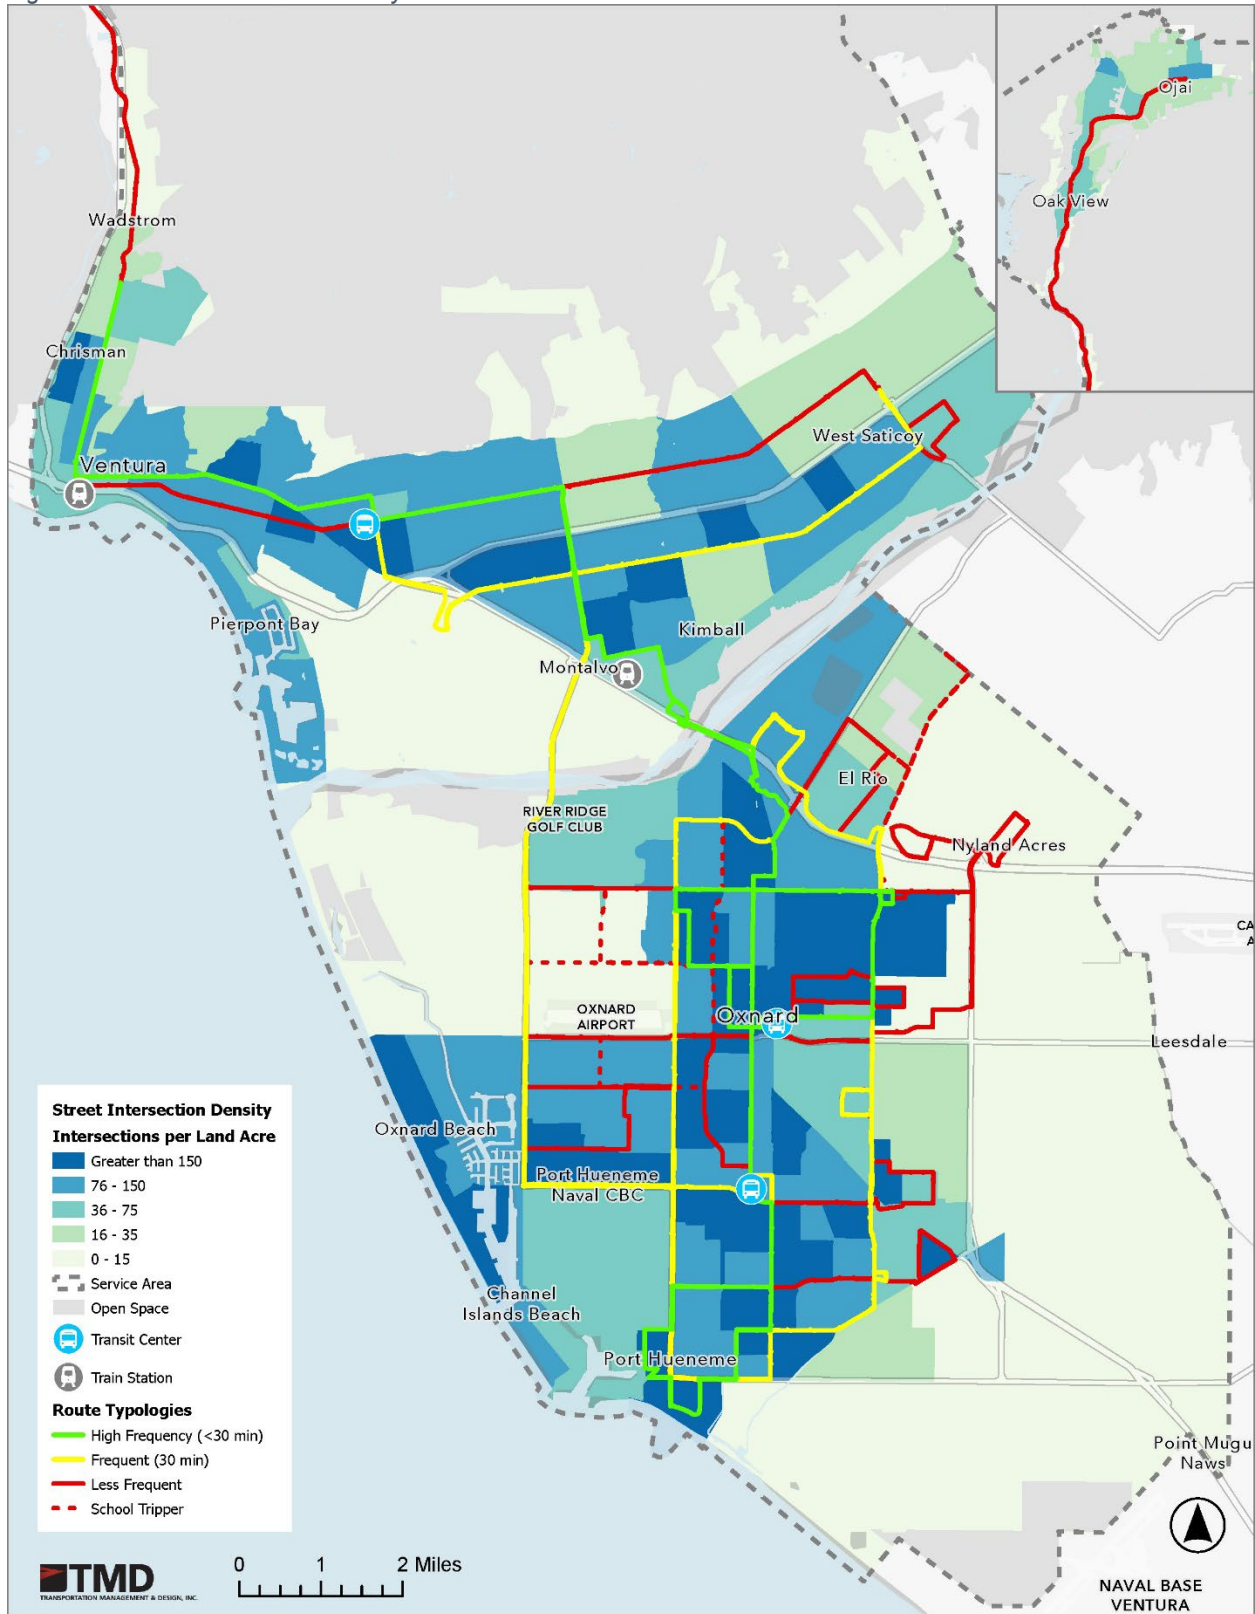 Ojai
Oak View
Wadstrom
Chrisman
West Saticoy
Ventura
Pierpont Bay
Kimball
Montalvo
El Rio
RIVER RIDGE
GOLF CLUB
Nyland Acres
CA
A
OXNARD
AIRPORT
Oxnard
Leesdale
Oxnard Beach
Port Hueneme
Naval CBC
Channel
Islands Beach
Port Hueneme
Point Mugu
Naws
NAVAL BASE
VENTURA
Street Intersection Density
Intersections per Land Acre
Greater than 150
76 - 150
36 - 75
16 - 35
0 - 15
Service Area
Open Space
Transit Center
Train Station
Route Typologies
High Frequency (<30 min)
Frequent (30 min)
Less Frequent
School Tripper
TMD
TRANSPORTATION MANAGEMENT & DESIGN, INC.
0 1 2 Miles